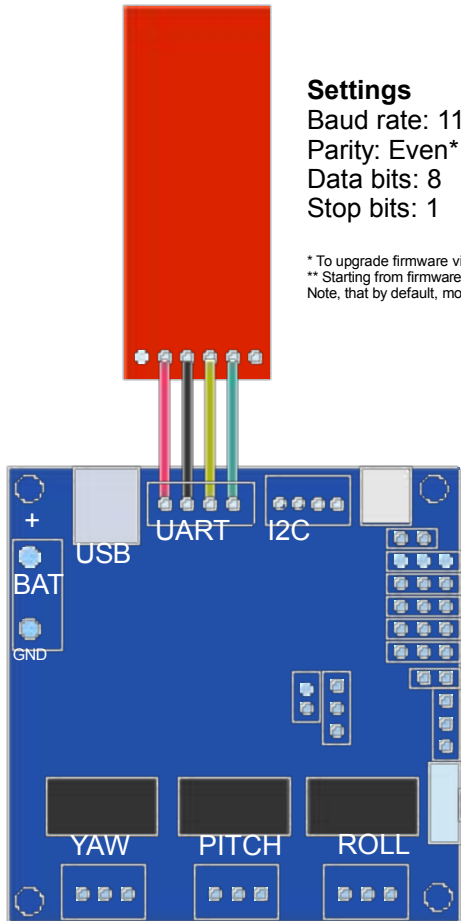 Settings
Baud rate: 11
Parity: Even*
Data bits: 8
Stop bits: 1
* To upgrade firmware vi
** Starting from firmware
Note, that by default, mo
UART I2C
USB
+
BAT
GND
YAW PITCH ROLL